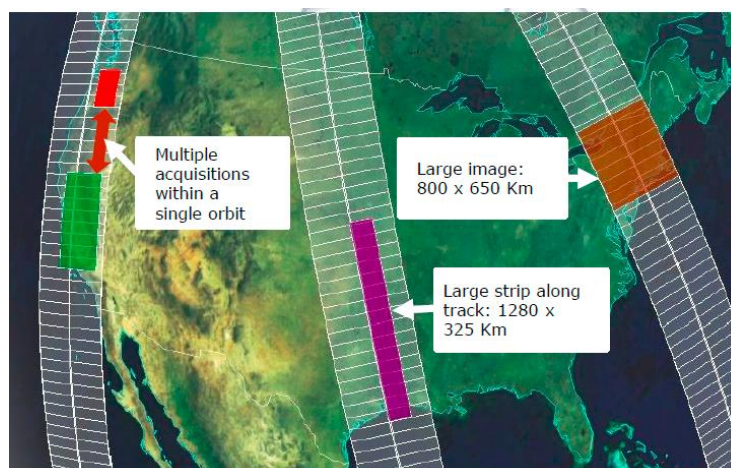 Multiple
acquisitions
within a
single orbit
Large image:
800 x 650 Km
Large strip along
track: 1280 x
325 Km